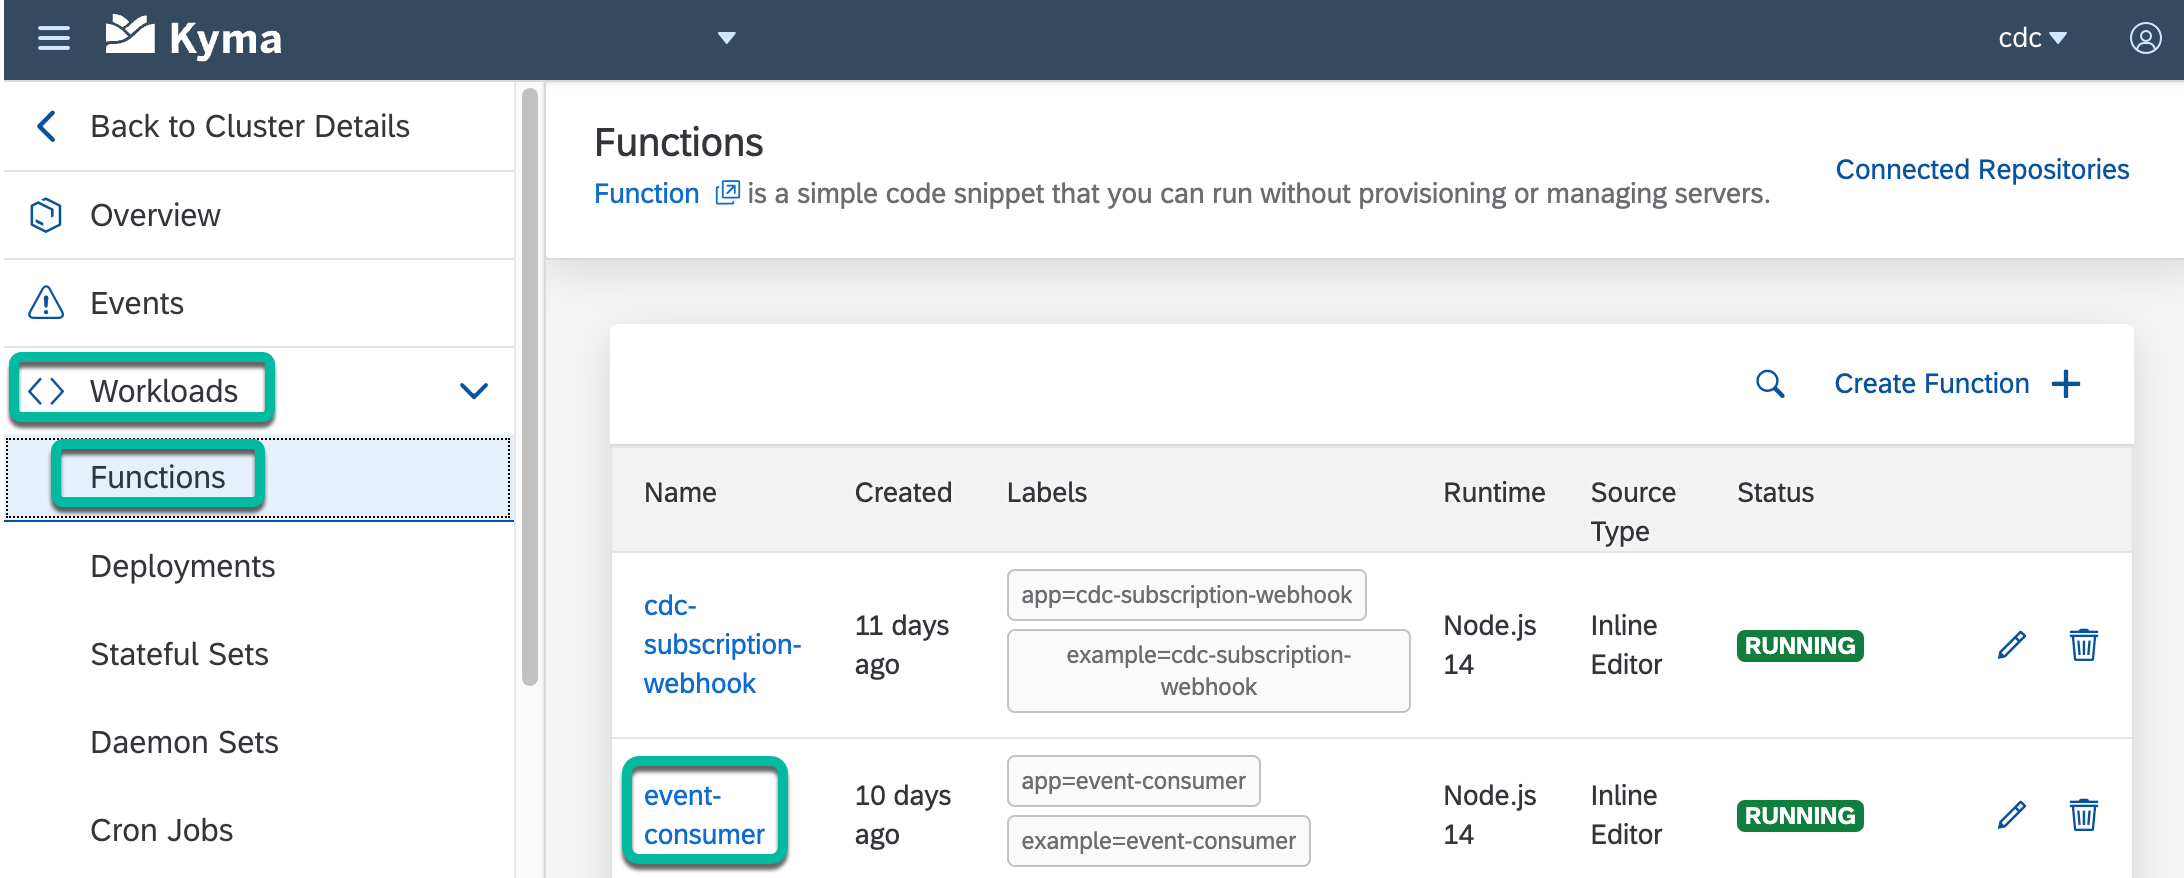 Kyma
cdc
Back to Cluster Details
Overview
Events
Workloads
Functions
Deployments
Stateful Sets
Daemon Sets
Cron Jobs
Functions
Function is a simple code snippet that you can run without provisioning or managing servers.
Connected Repositories
Create Function
Name Created Labels Runtime Source Type Status
cdc-
subscription-
webhook
11 days
ago
app=cdc-subscription-webhook
example=cdc-subscription-
webhook
Node.js
14
Inline
Editor
RUNNING
event-
consumer
10 days
ago
app=event-consumer
example=event-consumer
Node.js
14
Inline
Editor
RUNNING